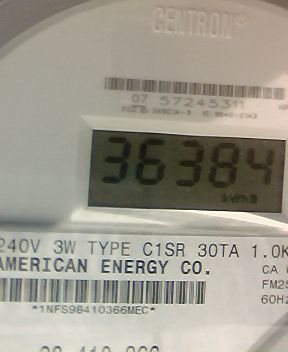 CENTRON®
07 57245311
36384
kWh
240V 3W TYPE C1SR 30TA 1.0K
AMERICAN ENERGY CO.
CA
FM2S
60Hz
*1NFS98410366MEC*